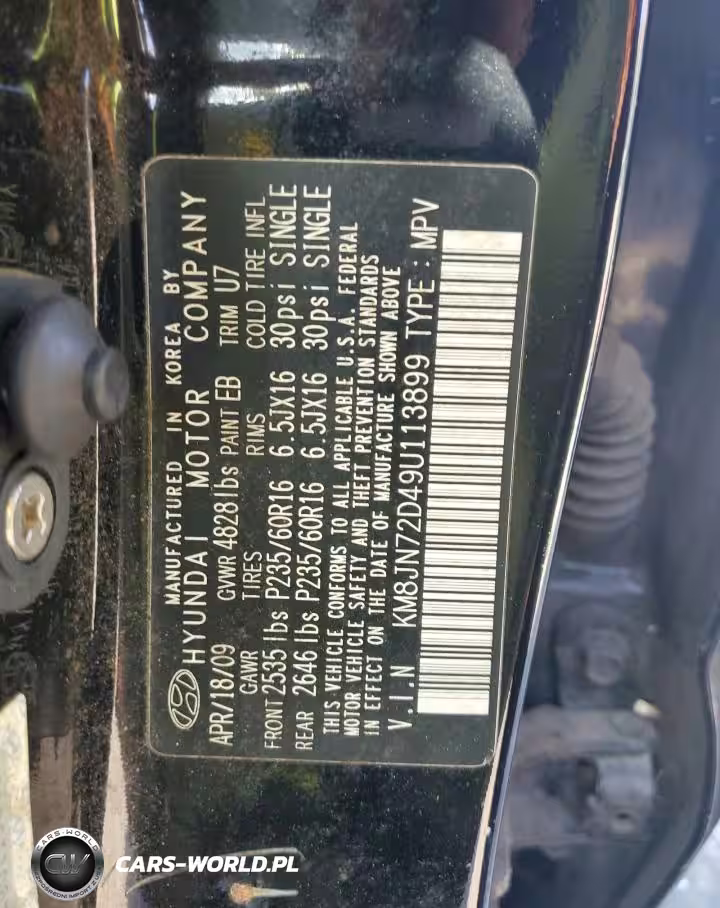 MANUFACTURED IN KOREA BY
HYUNDAI MOTOR COMPANY
APR/18/09 GVWR 4828lbs PAINT EB TRIM U7
GAWR TIRES RIMS COLD TIRE INFL
FRONT 2535 lbs P235/60R16 6.5JX16 30psi SINGLE
REAR 2646 lbs P235/60R16 6.5JX16 30psi SINGLE
THIS VEHICLE CONFORMS TO ALL APPLICABLE U.S.A. FEDERAL
MOTOR VEHICLE SAFETY AND THEFT PREVENTION STANDARDS
IN EFFECT ON THE DATE OF MANUFACTURE SHOWN ABOVE
V.I.N KM8JN72D49U113899 TYPE : MPV
CARS-WORLD
CW
CARS-WORLD.PL